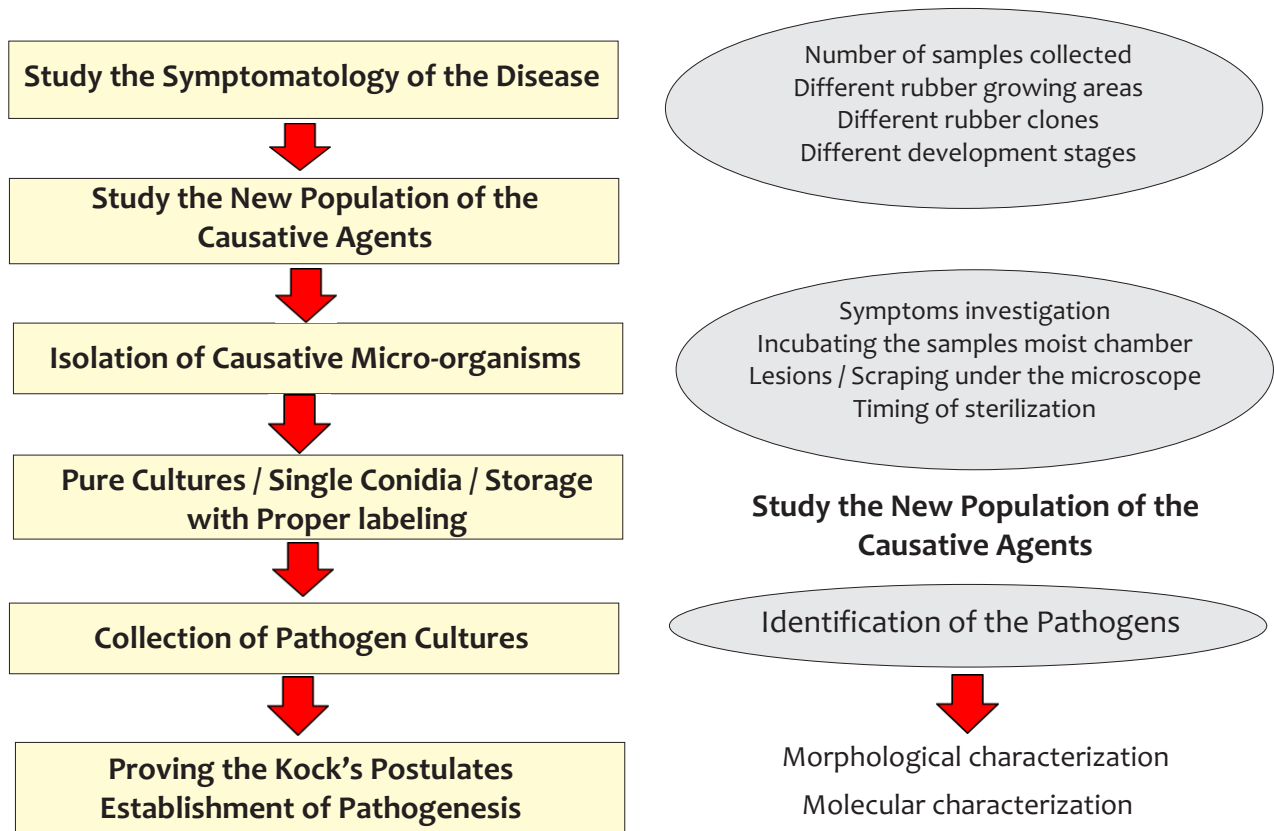 Study the Symptomatology of the Disease
Study the New Population of the
Causative Agents
Isolation of Causative Micro-organisms
Pure Cultures / Single Conidia / Storage
with Proper labeling
Collection of Pathogen Cultures
Proving the Kock's Postulates
Establishment of Pathogenesis
Number of samples collected
Different rubber growing areas
Different rubber clones
Different development stages
Symptoms investigation
Incubating the samples moist chamber
Lesions / Scraping under the microscope
Timing of sterilization
Study the New Population of the
Causative Agents
Identification of the Pathogens
Morphological characterization
Molecular characterization